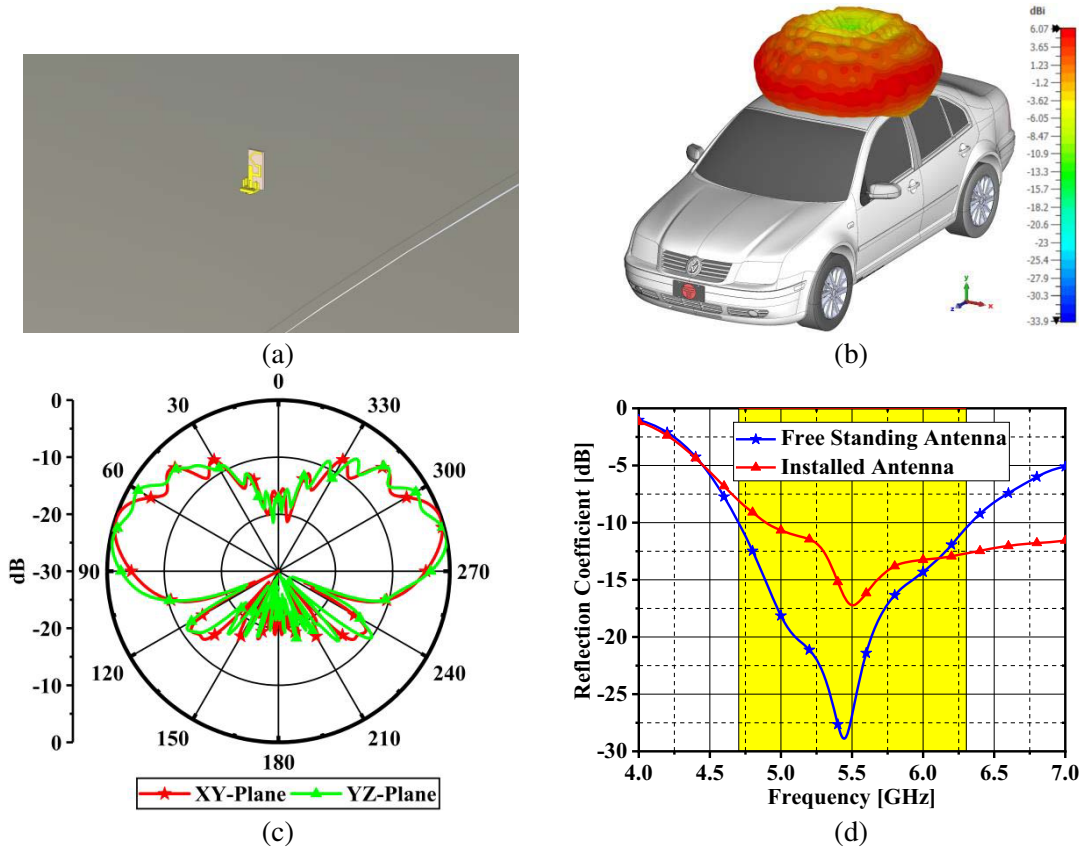 dBi
6.07
3.65
1.23
-1.2
-3.62
-6.05
-8.47
-10.9
-13.3
-15.7
-18.2
-20.6
-23
-25.4
-27.9
-30.3
-33.9
y
z
x
(a)
(b)
0
30
330
60
300
90
270
120
240
150
210
180
0
-10
-20
-30
-20
-10
0
dB
XY-Plane
YZ-Plane
(c)
0
-5
-10
-15
-20
-25
-30
Reflection Coefficient [dB]
Free Standing Antenna
Installed Antenna
4.0 4.5 5.0 5.5 6.0 6.5 7.0
Frequency [GHz]
(d)